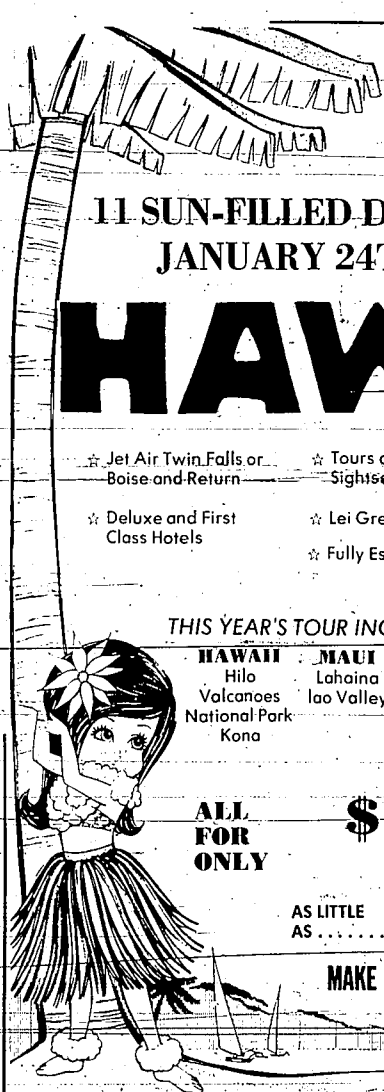 11 SUN-FILLED D
JANUARY 24T
HAW
☆ Jet Air Twin Falls or
Boise and Return
☆ Deluxe and First
Class Hotels
☆ Tours a
Sightse
☆ Lei Gre
☆ Fully Es
THIS YEAR'S TOUR INC
HAWAII
Hilo
Valcanoes
National Park
Kona
MAUI
Lahaina
Iao Valley
ALL
FOR
ONLY
$
AS LITTLE
AS . . . . . .
MAKE